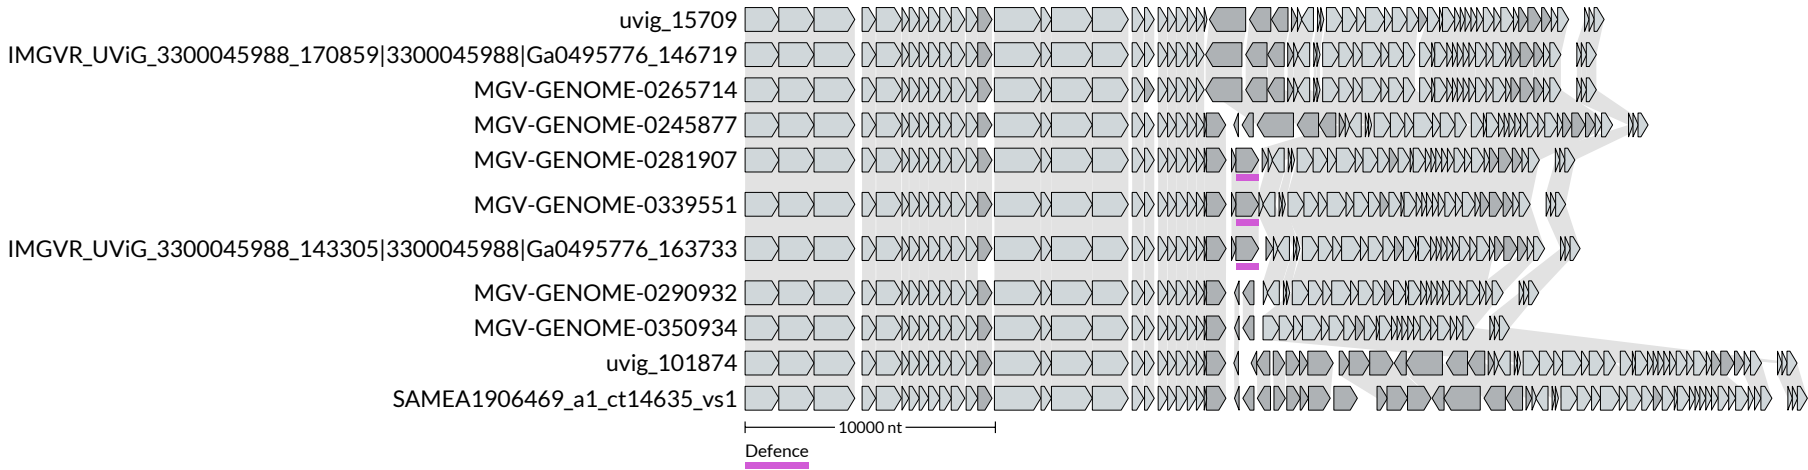 uvig_15709
IMGVR_UViG_3300045988_170859|3300045988|Ga0495776_146719
MGV-GENOME-0265714
MGV-GENOME-0245877
MGV-GENOME-0281907
MGV-GENOME-0339551
IMGVR_UViG_3300045988_143305|3300045988|Ga0495776_163733
MGV-GENOME-0290932
MGV-GENOME-0350934
uvig_101874
SAMEA1906469_a1_ct14635_vs1
10000 nt
Defence